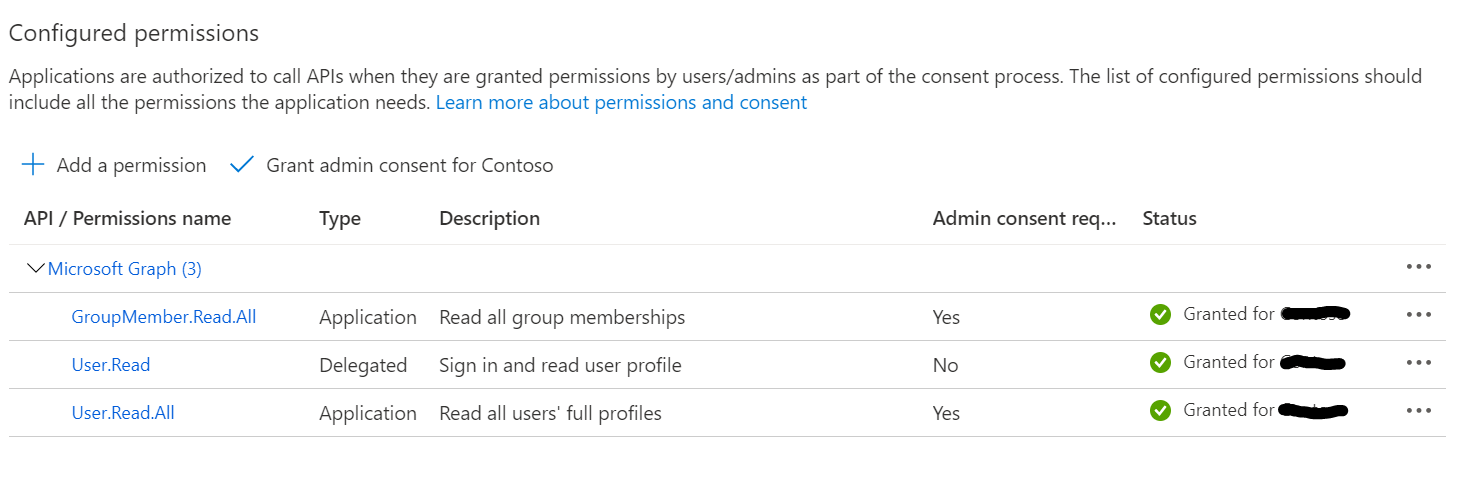 Configured permissions
Applications are authorized to call APIs when they are granted permissions by users/admins as part of the consent process. The list of configured permissions should
include all the permissions the application needs. Learn more about permissions and consent
Add a permission Grant admin consent for Contoso
API / Permissions name Type Description Admin consent req... Status
Microsoft Graph (3)
GroupMember.Read.All Application Read all group memberships Yes Granted for
User.Read Delegated Sign in and read user profile No Granted for
User.Read.All Application Read all users' full profiles Yes Granted for